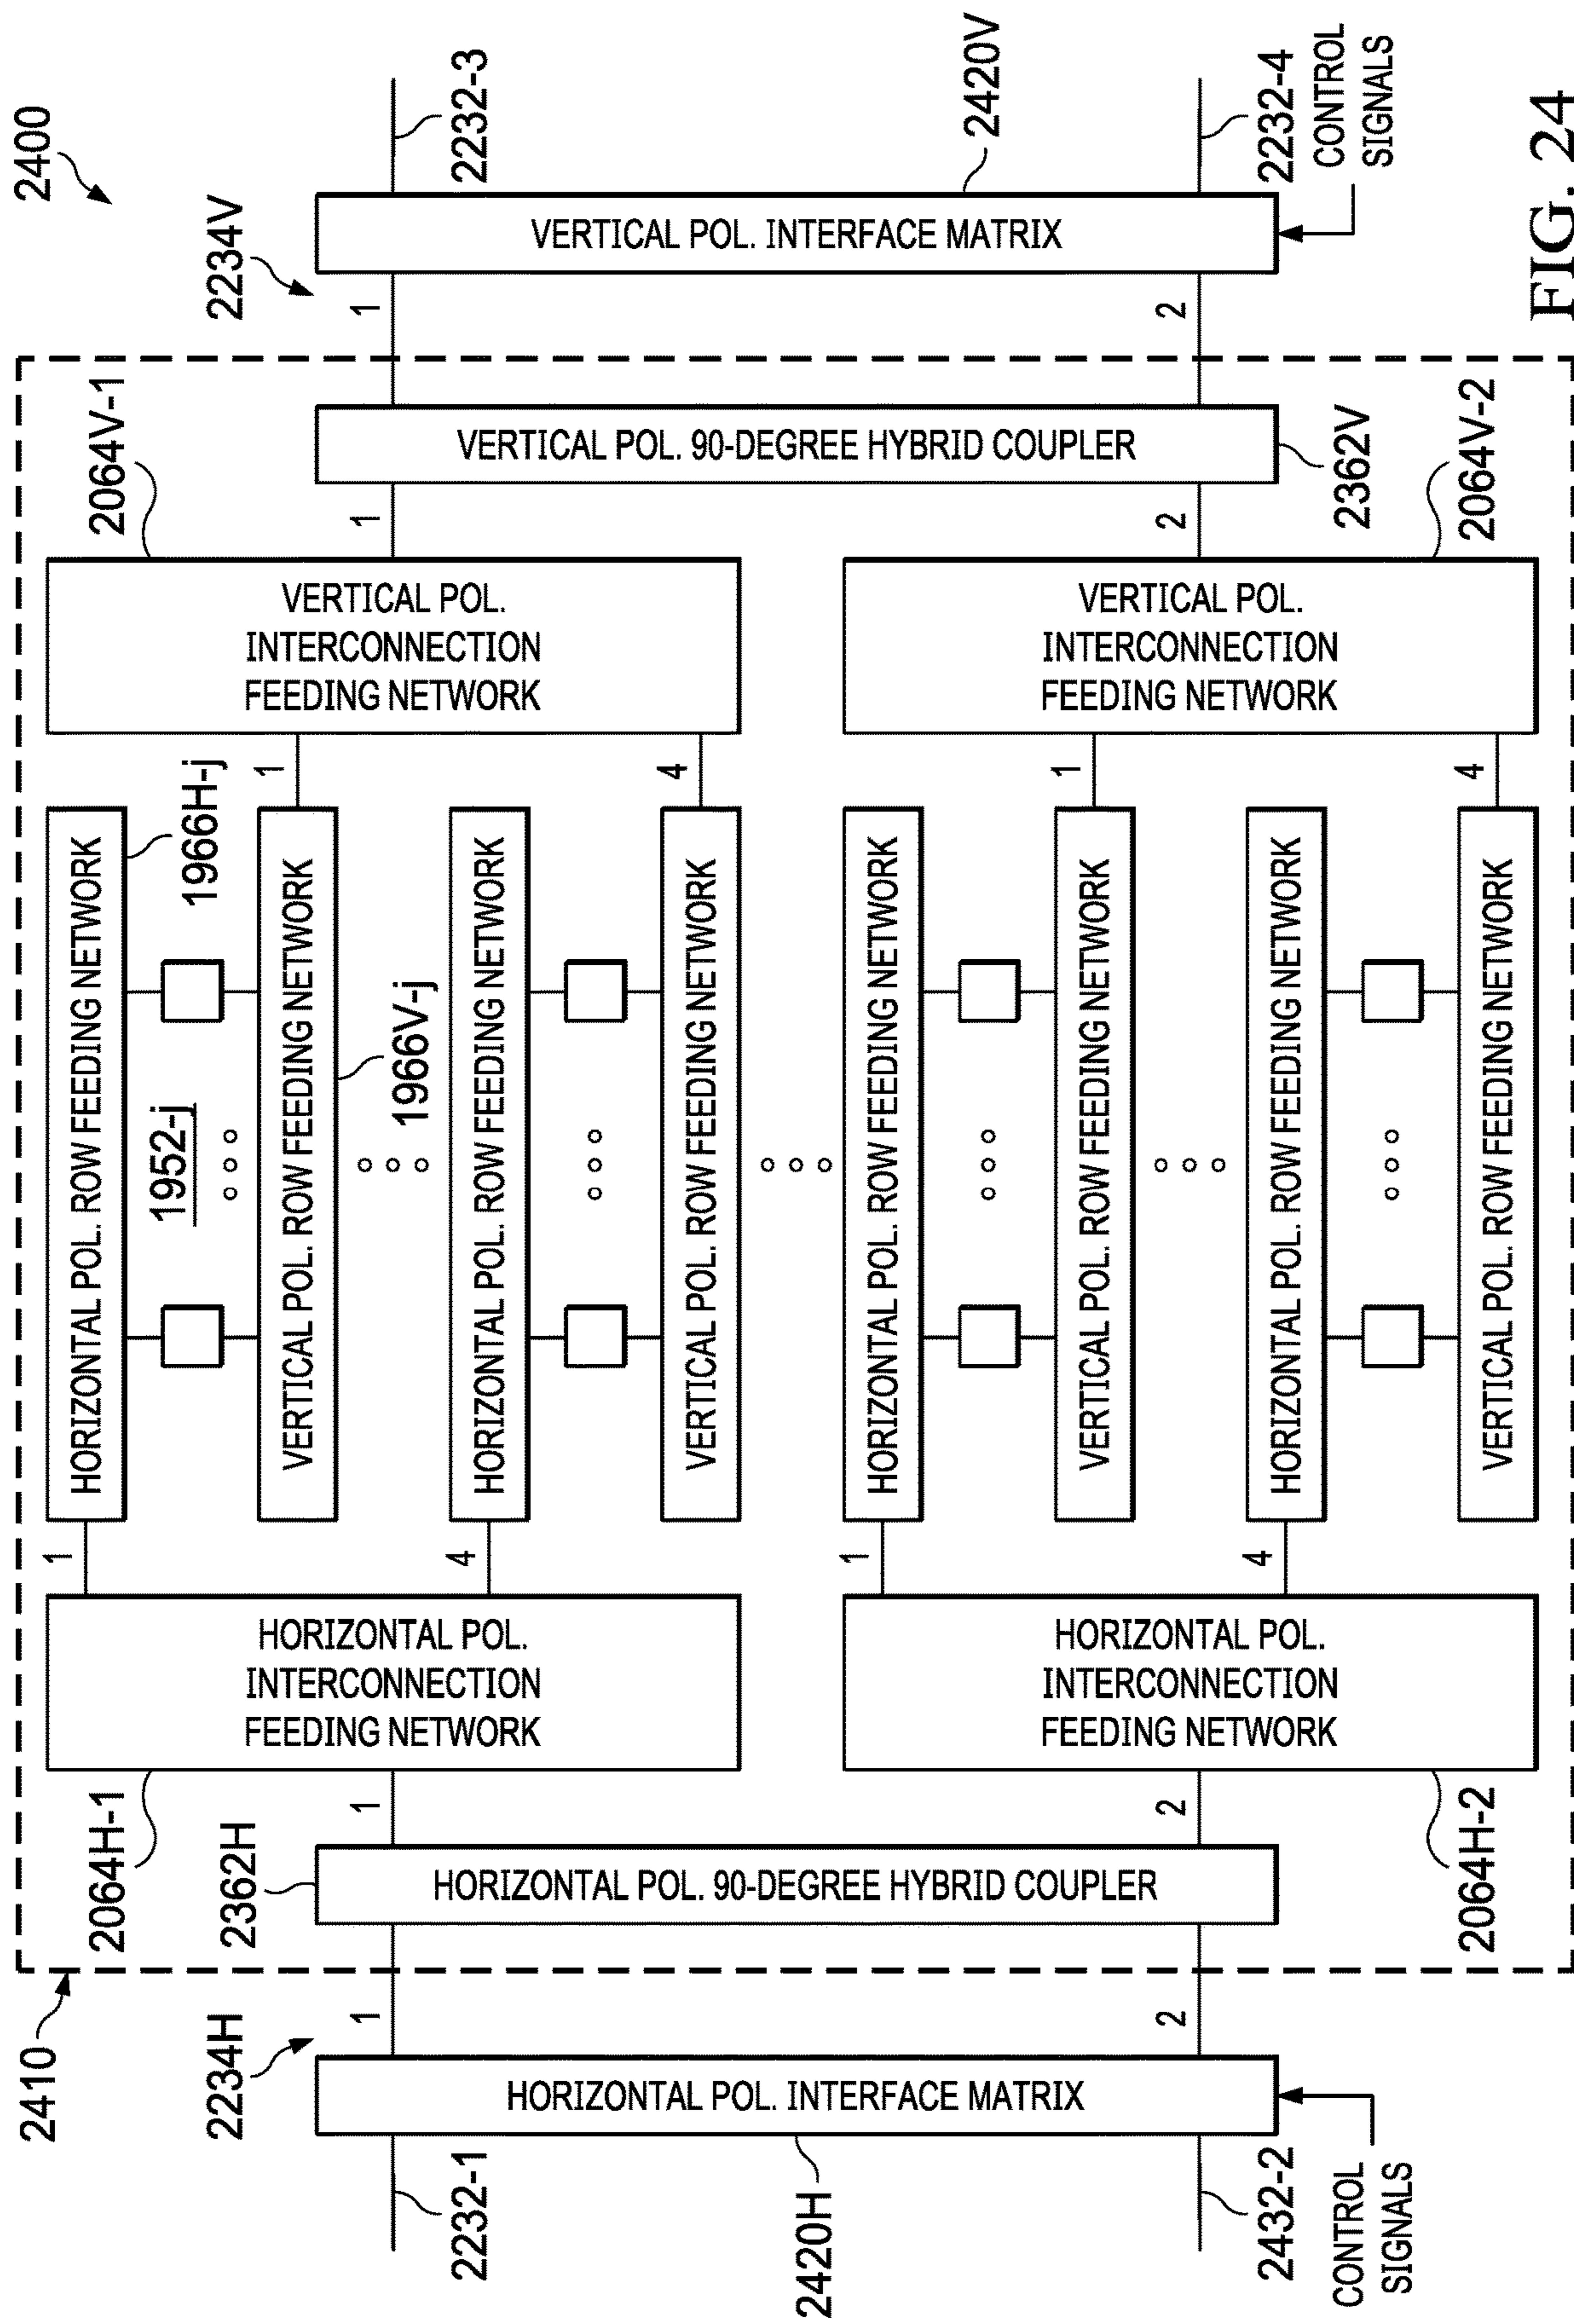 2400
2410
2064V-1
2064H-1
2234H
2362H
1
HORIZONTAL POL. ROW FEEDING NETWORK
1966H-j
2234V
1952-j
HORIZONTAL POL.
INTERCONNECTION
FEEDING NETWORK
1
VERTICAL POL. ROW FEEDING NETWORK
VERTICAL POL.
INTERCONNECTION
FEEDING NETWORK
1
1
1
1
2232-1
1966V-j
2232-3
4
HORIZONTAL POL. ROW FEEDING NETWORK
4
VERTICAL POL. ROW FEEDING NETWORK
2420H
HORIZONTAL POL. INTERFACE MATRIX
HORIZONTAL POL. 90-DEGREE HYBRID COUPLER
VERTICAL POL. 90-DEGREE HYBRID COUPLER
VERTICAL POL. INTERFACE MATRIX
2420V
1
HORIZONTAL POL. ROW FEEDING NETWORK
HORIZONTAL POL.
INTERCONNECTION
FEEDING NETWORK
1
VERTICAL POL. ROW FEEDING NETWORK
VERTICAL POL.
INTERCONNECTION
FEEDING NETWORK
2
2
2
2
2432-2
4
HORIZONTAL POL. ROW FEEDING NETWORK
2232-4
CONTROL
SIGNALS
2362V
CONTROL
SIGNALS
4
VERTICAL POL. ROW FEEDING NETWORK
2064H-2
2064V-2
FIG. 24